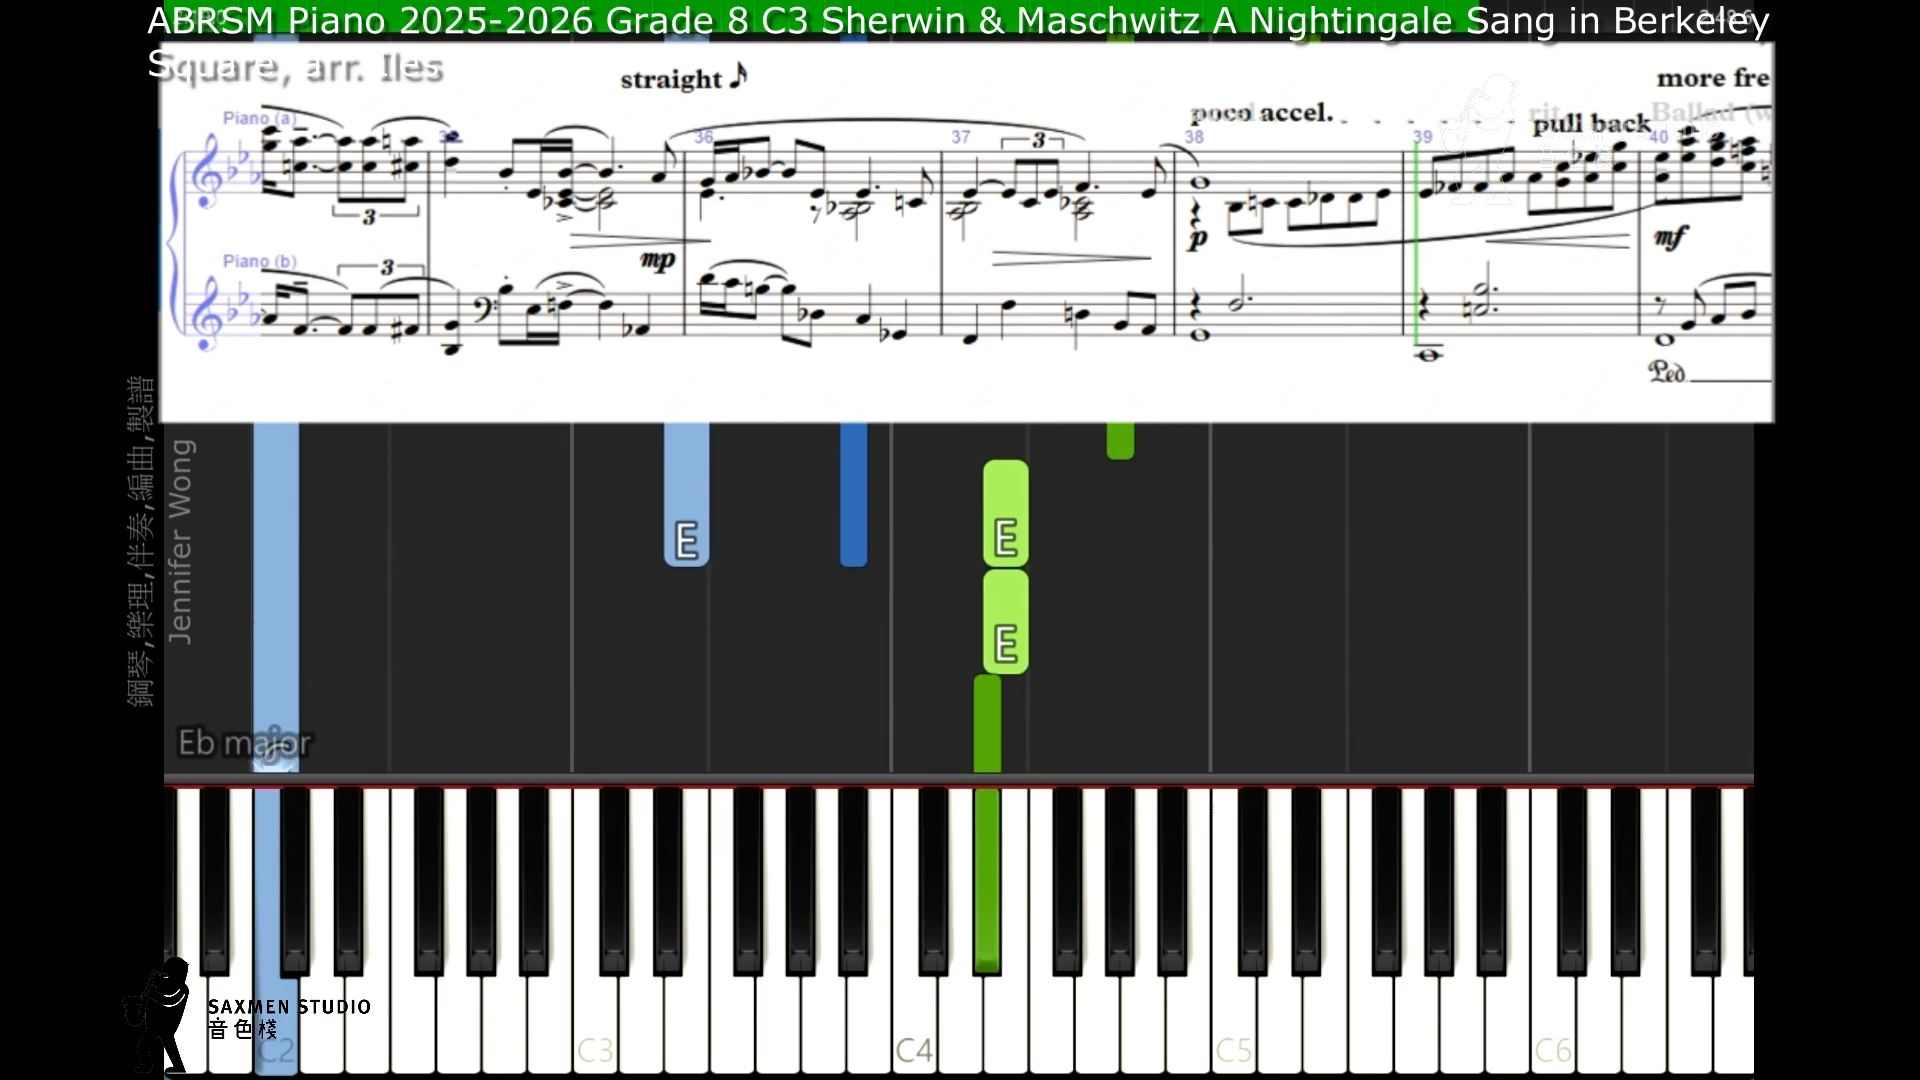 ABRSM Piano 2025-2026 Grade 8 C3 Sherwin & Maschwitz A Nightingale Sang in Berkeley
Square, arr. Iles
straight
more fre
poco accel.
rit.
pull back
Ballad (w
Piano (a)
36
37
38
39
40
3
3
p
mf
mp
Piano (b)
3
Ped.
鋼琴,樂理,伴奏,編曲,製譜
Jennifer Wong
E
E
E
Eb major
SAXMEN STUDIO
音色棧
C2
C3
C4
C5
C6